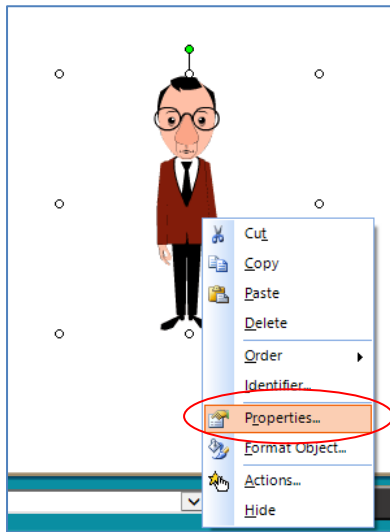 Cut
Copy
Paste
Delete
Order
Identifier...
Properties...
Format Object...
Actions...
Hide